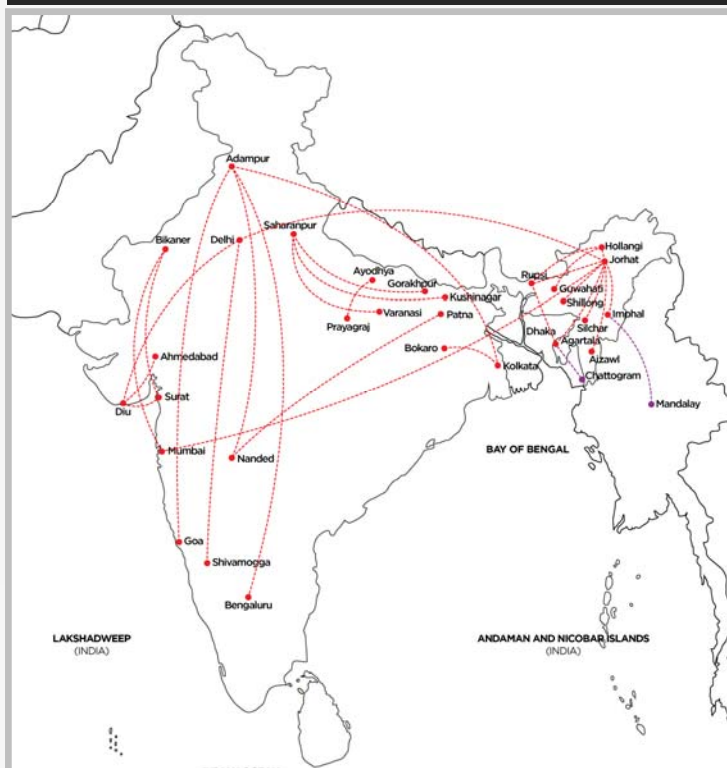 Adampur
Saharanpur
Bikaner
Delhi
Hollangi
Jorhat
Ayodhya
Rupsi
Gorakhpur
Guwahati
Kushinagar
Shillong
Varanasi
Patna
Imphal
Prayagraj
Dhaka
Silchar
Agartala
Bokaro
Ahmedabad
Aizawl
Kolkata
Chattogram
Surat
Diu
Mandalay
Mumbai
BAY OF BENGAL
Nanded
Goa
Shivamogga
Bengaluru
LAKSHADWEEP
(INDIA)
ANDAMAN AND NICOBAR ISLANDS
(INDIA)